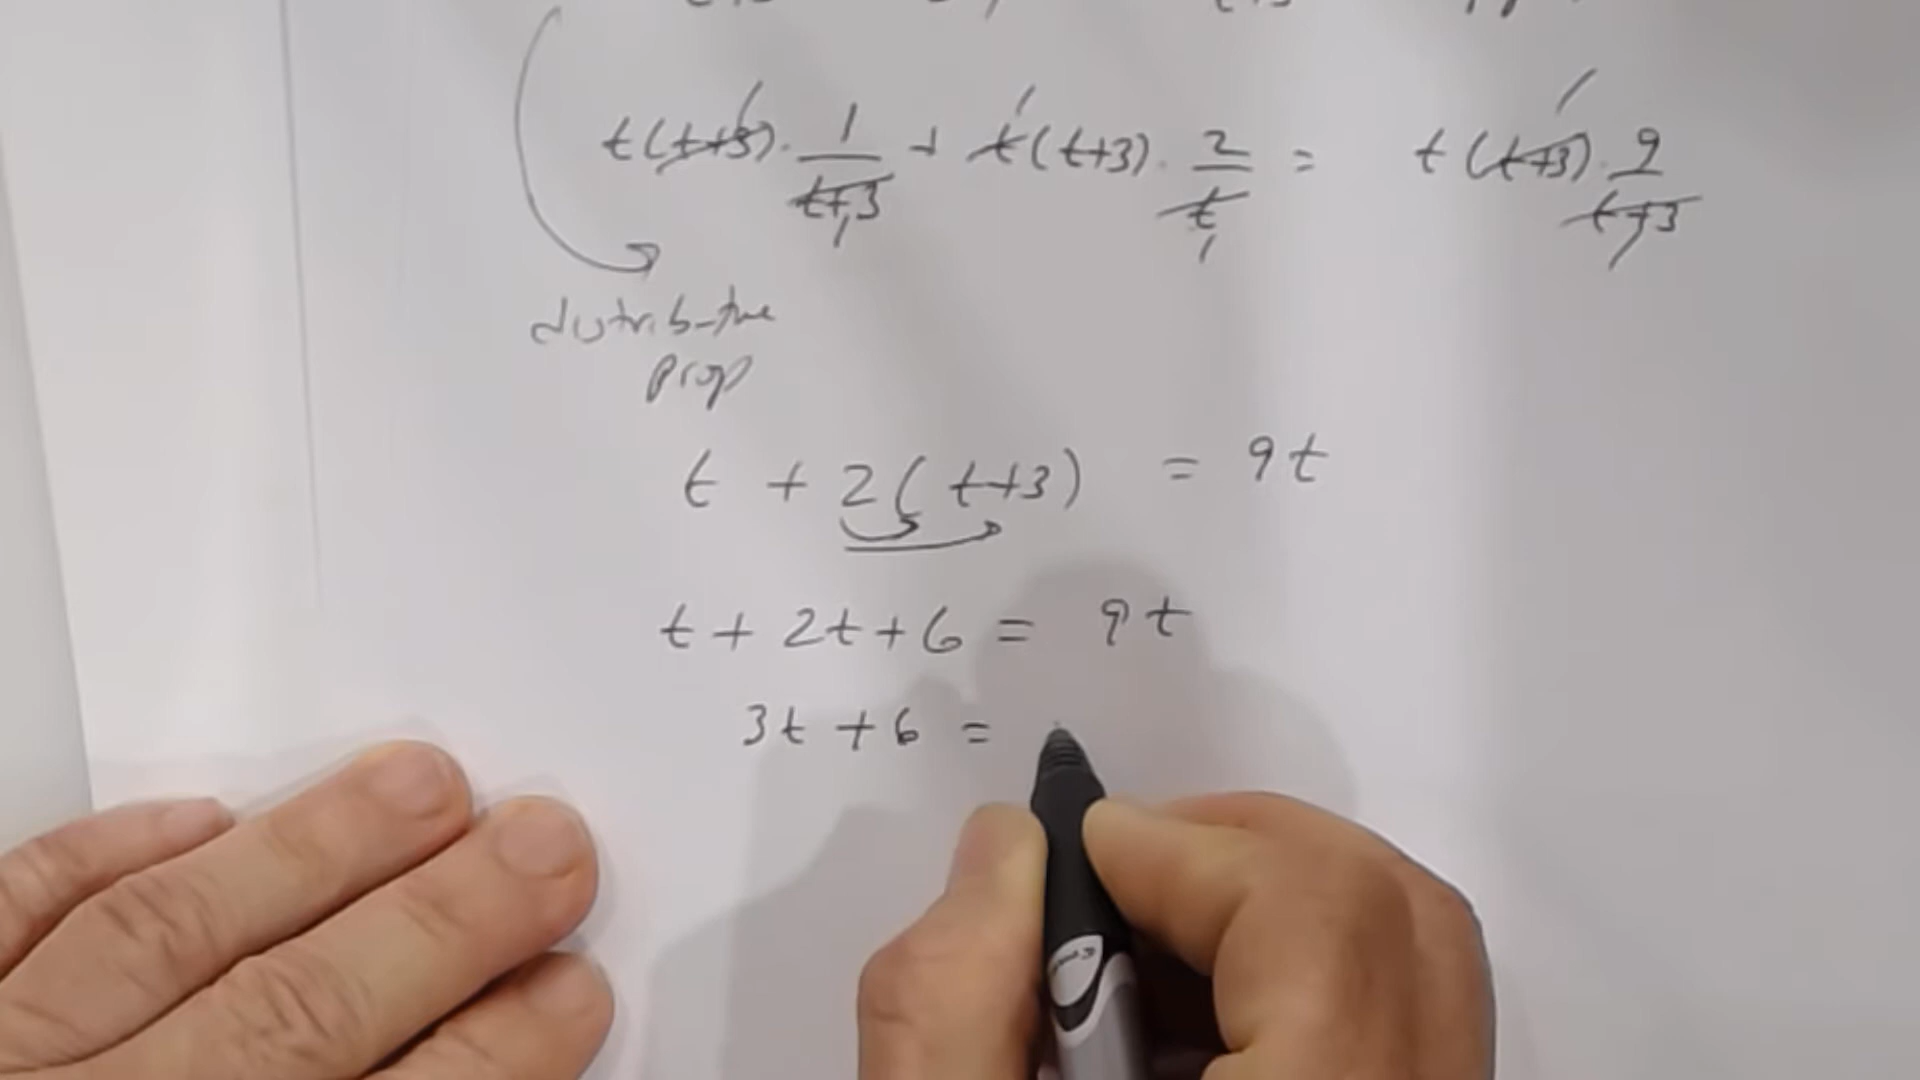 t(t+3) · 1/(t+3) + t(t+3) · 2/t = t(t+3) · 9/(t+3)
distributive
prop
t + 2(t+3) = 9t
t + 2t + 6 = 9t
3t + 6 =